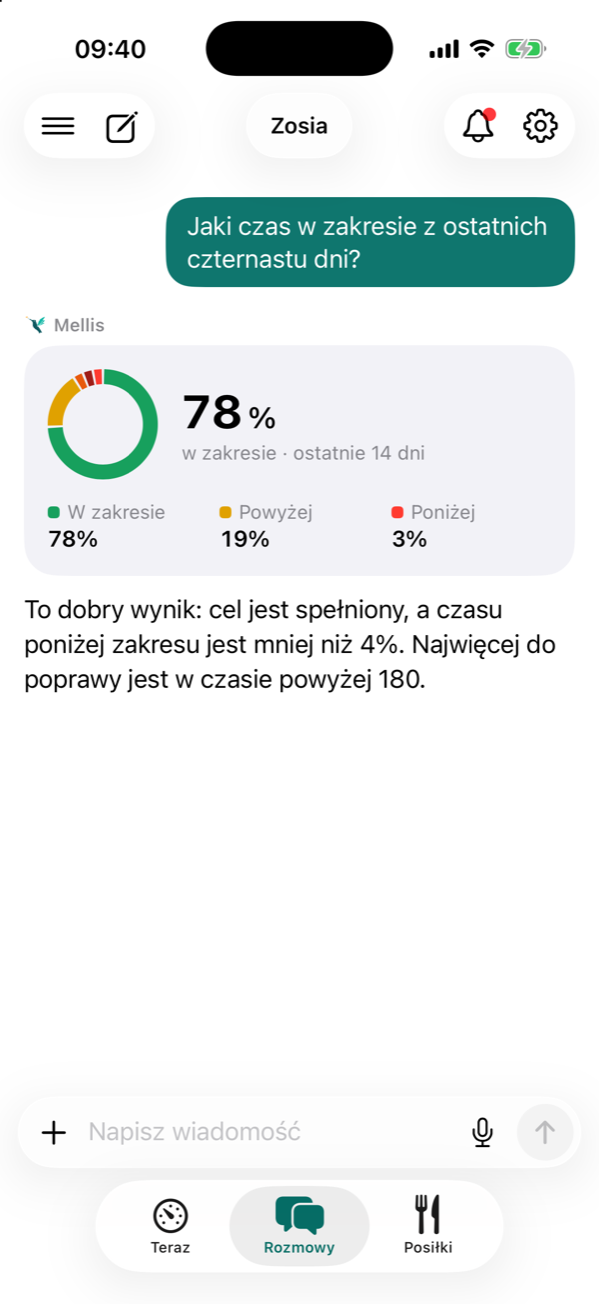 09:40
Zosia
Jaki czas w zakresie z ostatnich
czternastu dni?
Mellis
78 %
w zakresie · ostatnie 14 dni
W zakresie
78%
Powyżej
19%
Poniżej
3%
To dobry wynik: cel jest spełniony, a czasu
poniżej zakresu jest mniej niż 4%. Najwięcej do
poprawy jest w czasie powyżej 180.
Napisz wiadomość
Teraz
Rozmowy
Posiłki